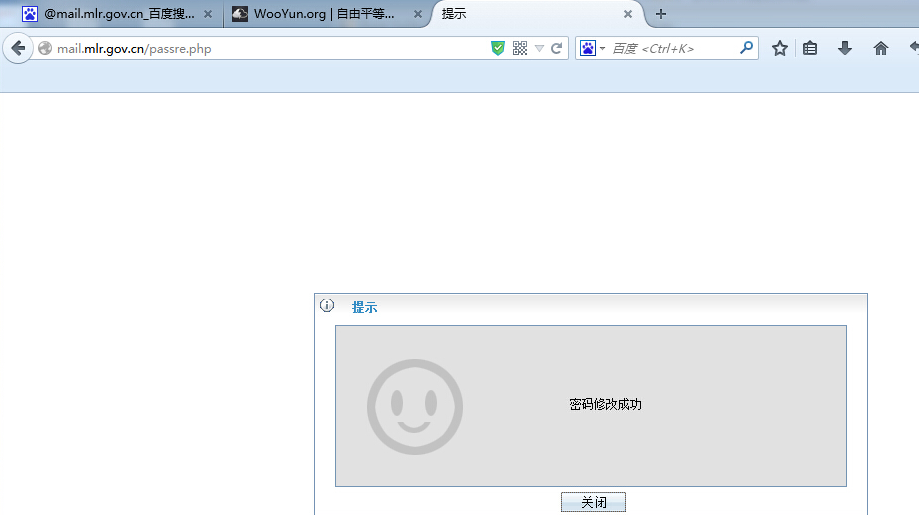 @mail.mlr.gov.cn_百度搜...
WooYun.org | 自由平等...
提示
mail.mlr.gov.cn/passre.php
百度 <Ctrl+K>
提示
密码修改成功
关闭